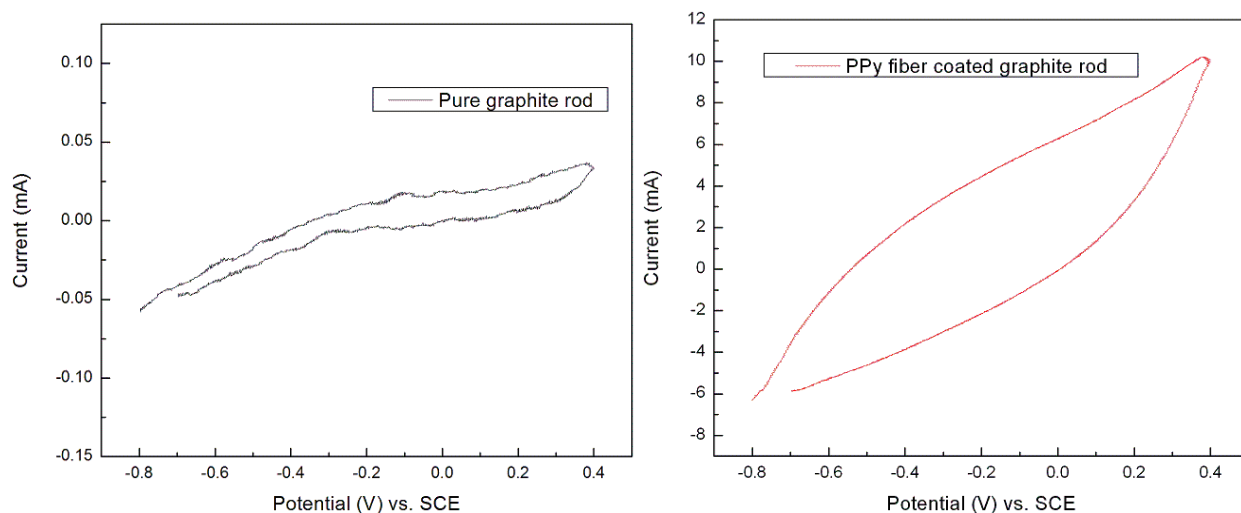 0.10
0.05
0.00
-0.05
-0.10
-0.15
Current (mA)
Pure graphite rod
-0.8 -0.6 -0.4 -0.2 0.0 0.2 0.4
Potential (V) vs. SCE
12
10
8
6
4
2
0
-2
-4
-6
-8
Current (mA)
PPy fiber coated graphite rod
-0.8 -0.6 -0.4 -0.2 0.0 0.2 0.4
Potential (V) vs. SCE